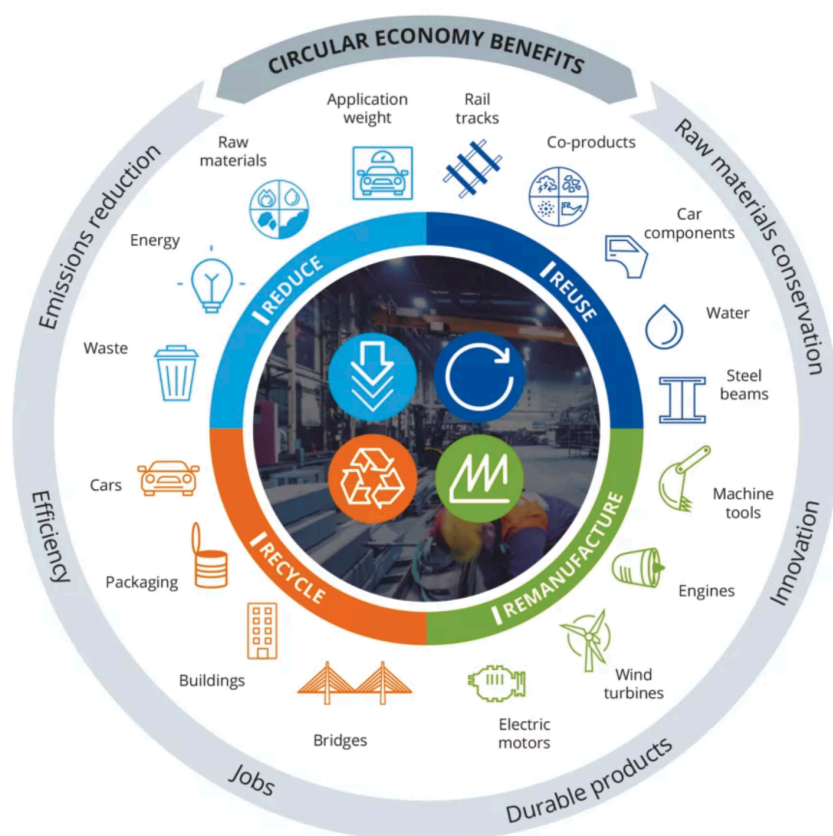 CIRCULAR ECONOMY BENEFITS
Emissions reduction
Raw materials conservation
Application
weight
Rail
tracks
Raw
materials
Co-products
Energy
Car
components
Waste
Water
Steel
beams
REDUCE
REUSE
Cars
Machine
tools
Packaging
Engines
RECYCLE
REMANUFACTURE
Buildings
Wind
turbines
Bridges
Electric
motors
Efficiency
Innovation
Jobs
Durable products